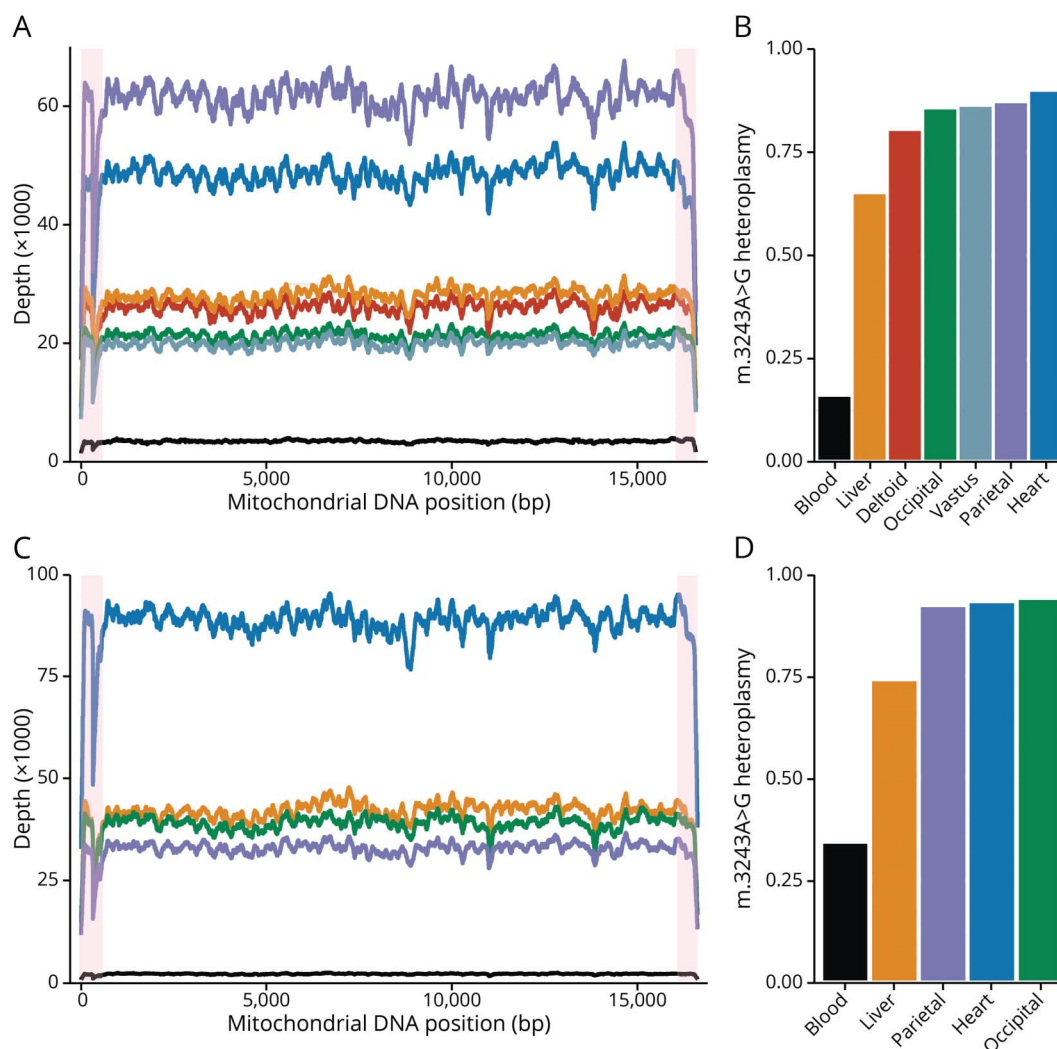 A
Depth (×1000)
60
40
20
0
0 5,000 10,000 15,000
Mitochondrial DNA position (bp)
B
m.3243A>G heteroplasmy
1.00
0.75
0.50
0.25
0.00
Blood Liver Deltoid Occipital Vastus Parietal Heart
C
Depth (×1000)
100
75
50
25
0
0 5,000 10,000 15,000
Mitochondrial DNA position (bp)
D
m.3243A>G heteroplasmy
1.00
0.75
0.50
0.25
0.00
Blood Liver Parietal Heart Occipital